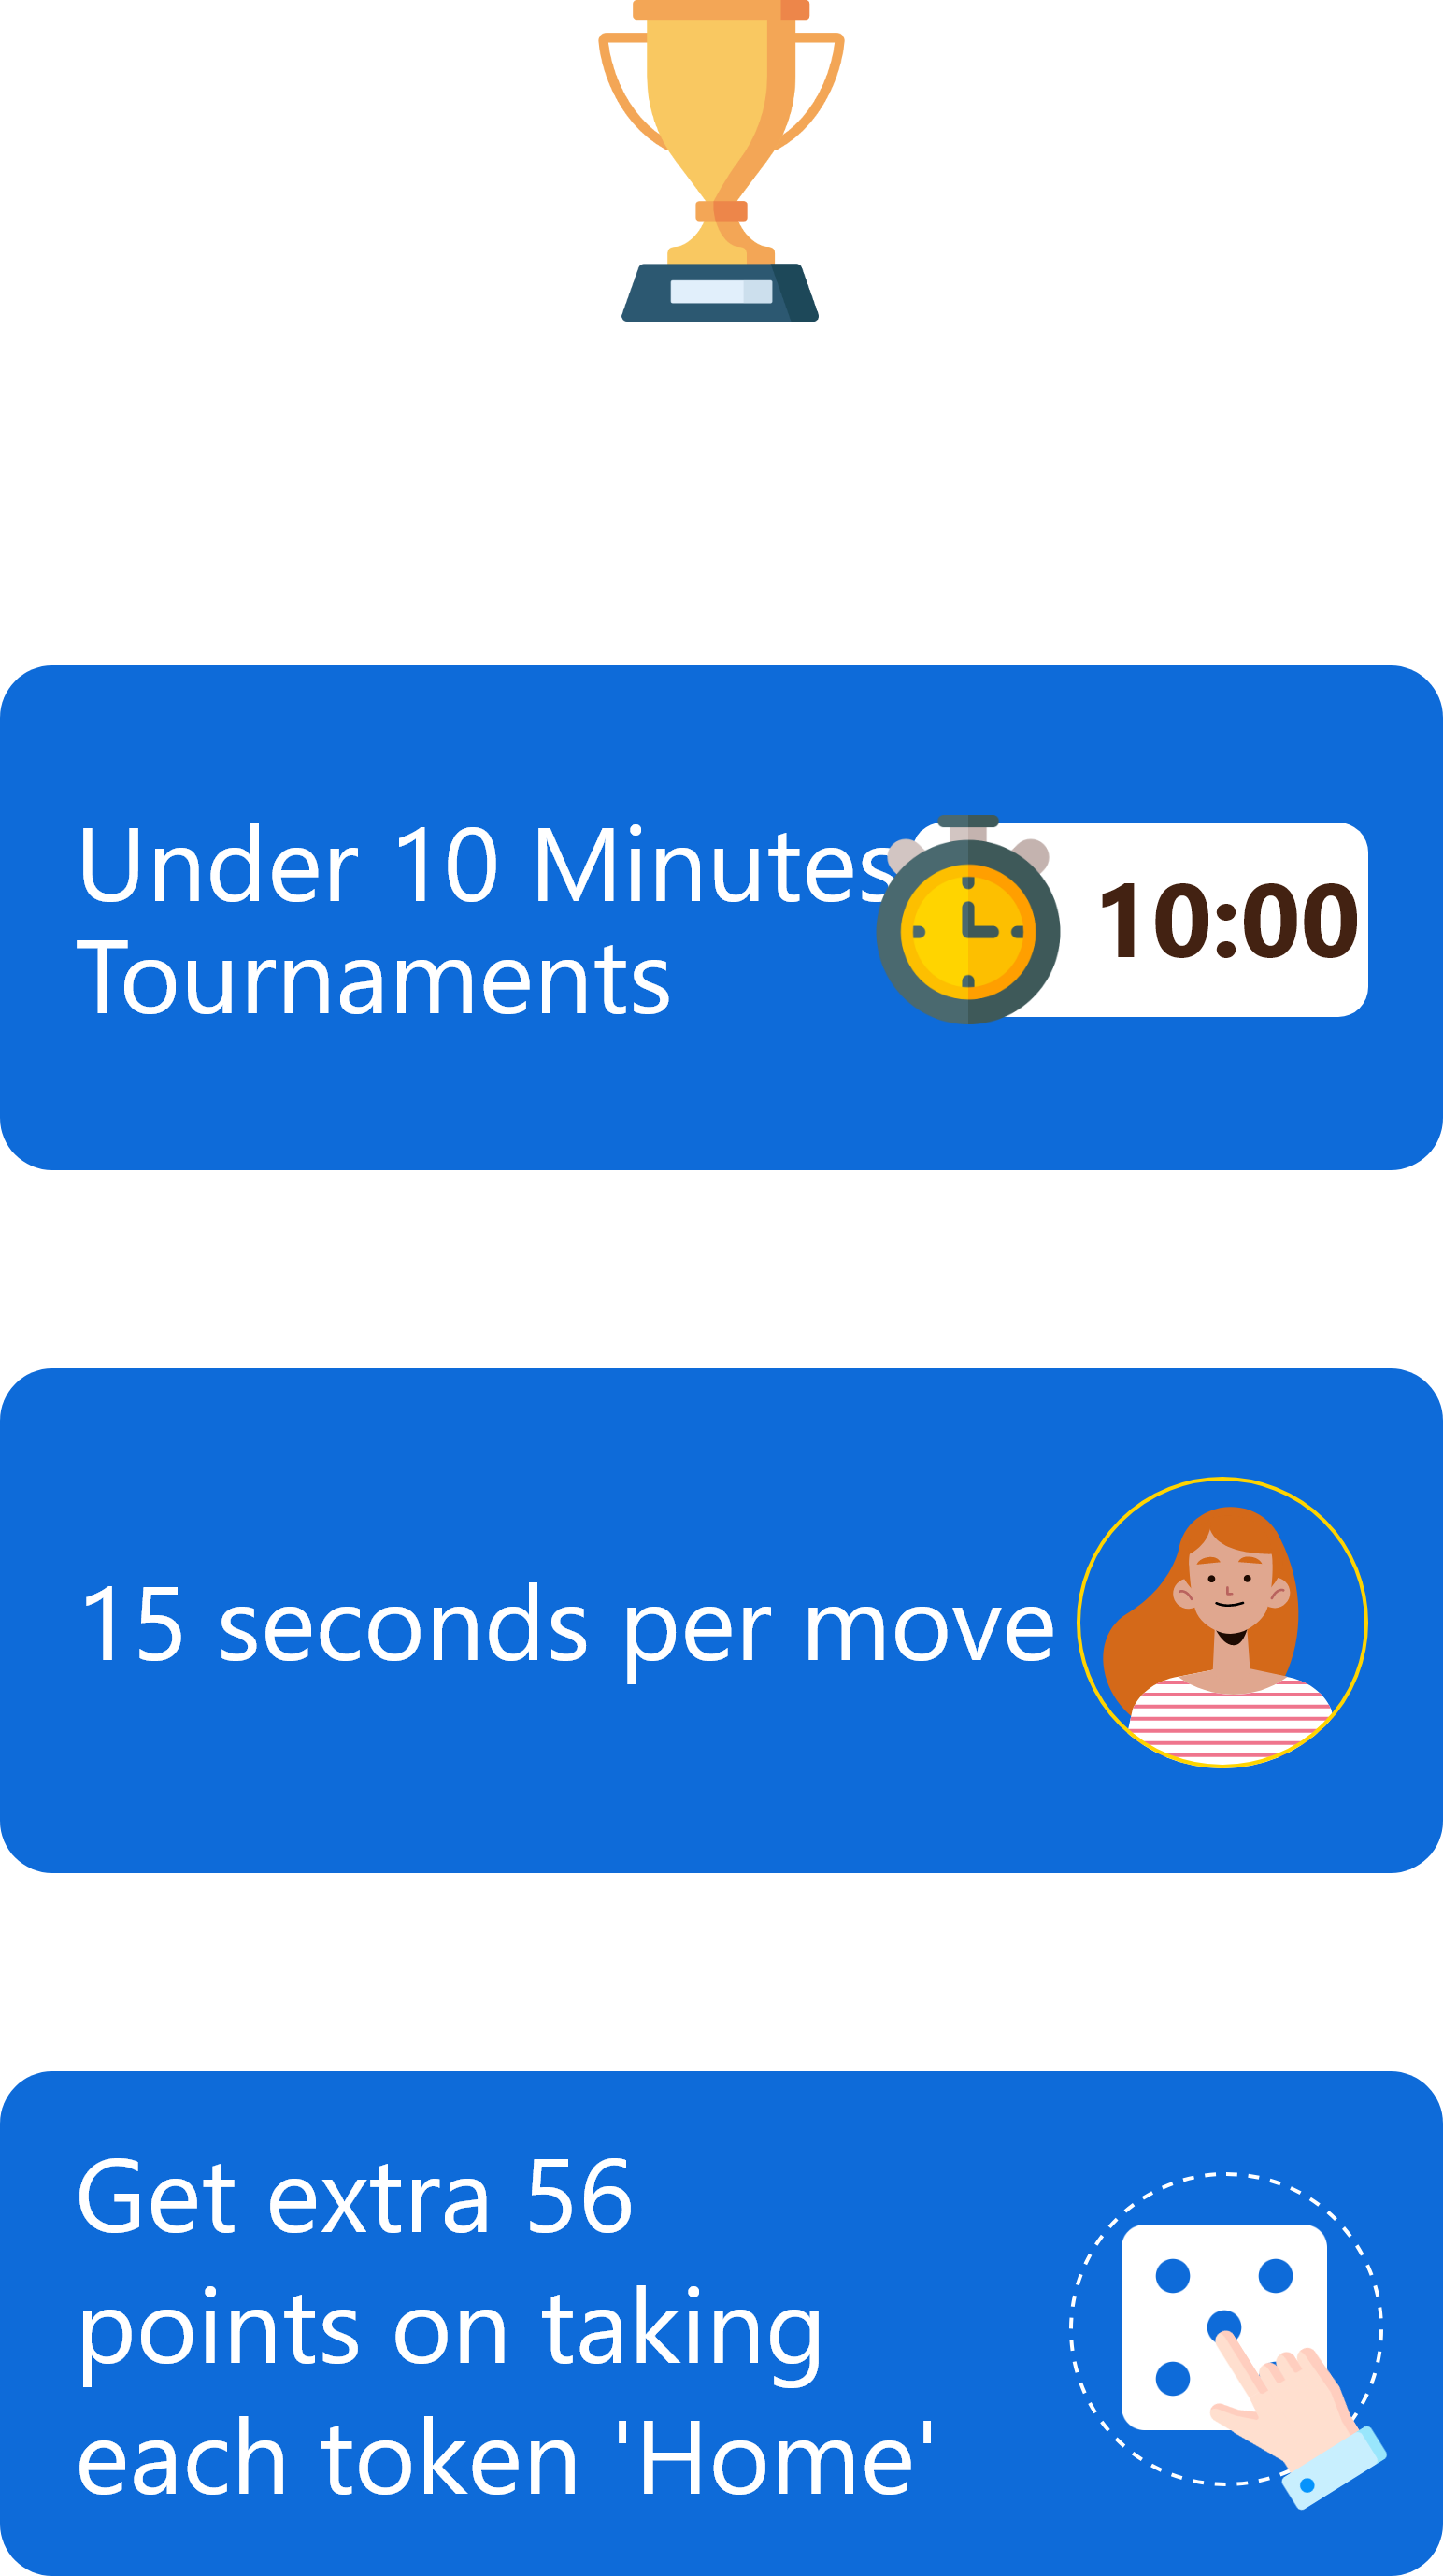 Under 10 Minutes
Tournaments
10:00
15 seconds per move
Get extra 56
points on taking
each token 'Home'